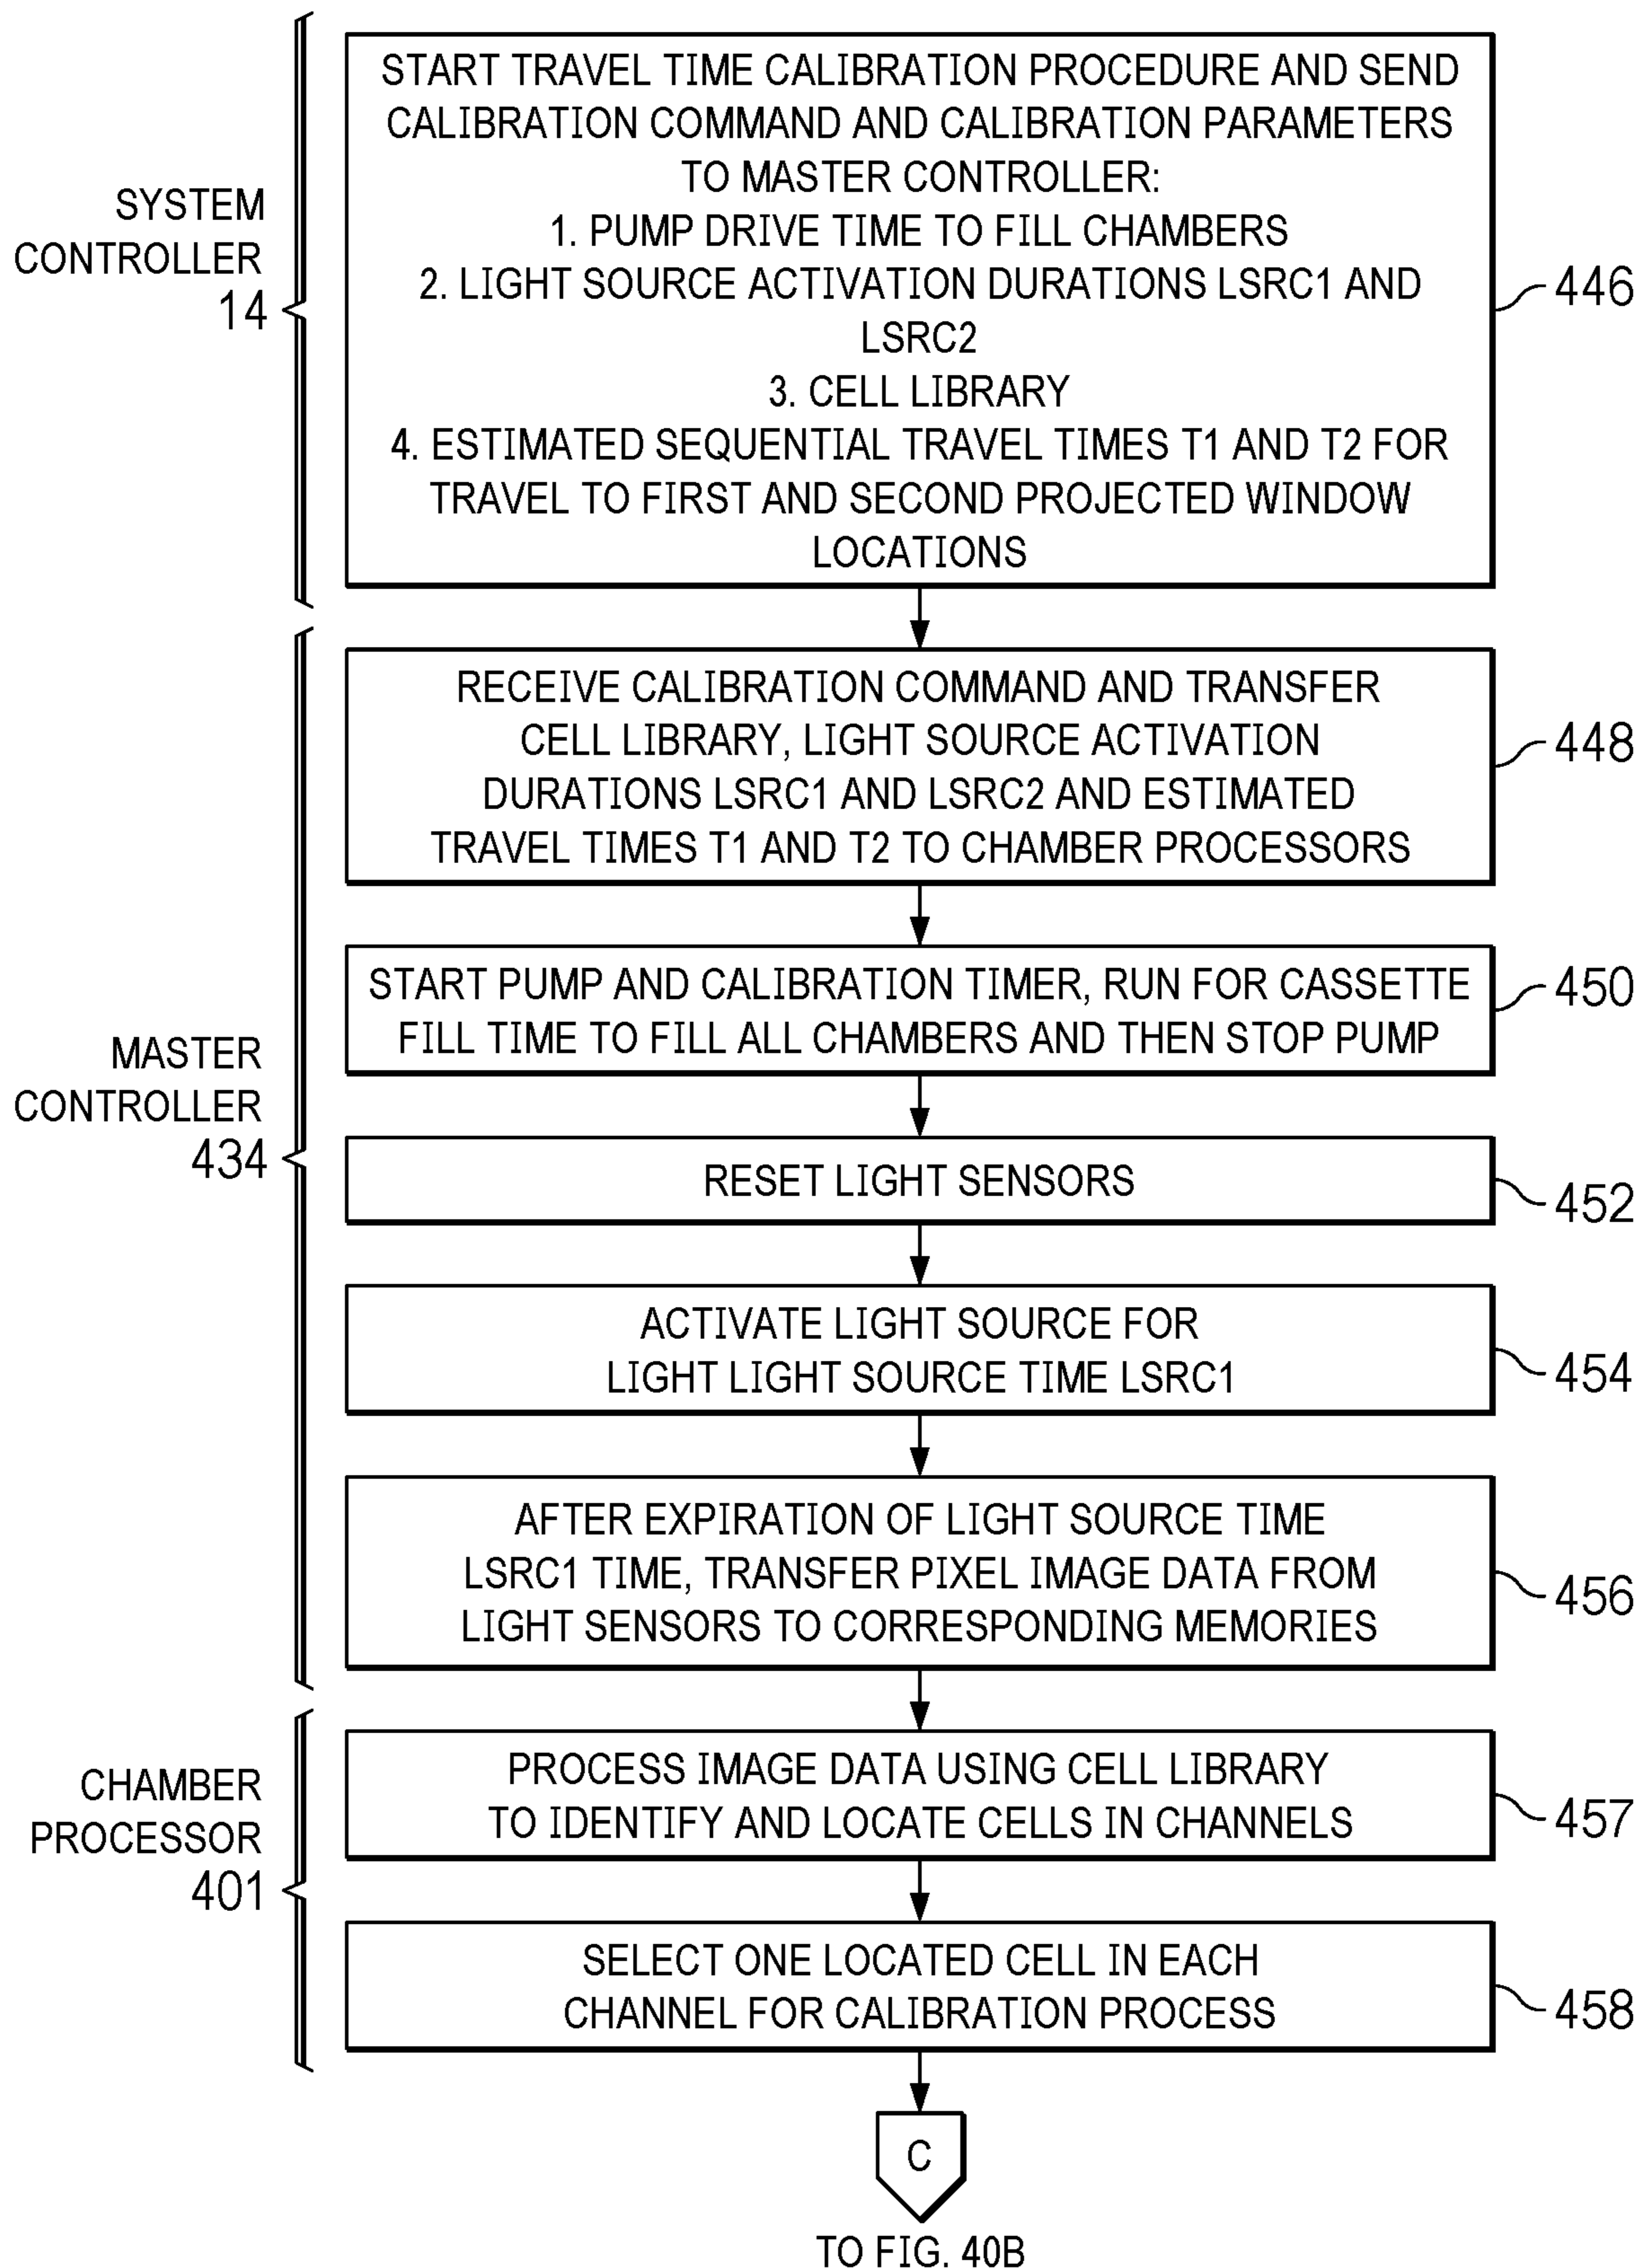 START TRAVEL TIME CALIBRATION PROCEDURE AND SEND
CALIBRATION COMMAND AND CALIBRATION PARAMETERS
TO MASTER CONTROLLER:
1. PUMP DRIVE TIME TO FILL CHAMBERS
2. LIGHT SOURCE ACTIVATION DURATIONS LSRC1 AND
LSRC2
3. CELL LIBRARY
4. ESTIMATED SEQUENTIAL TRAVEL TIMES T1 AND T2 FOR
TRAVEL TO FIRST AND SECOND PROJECTED WINDOW
LOCATIONS
SYSTEM
CONTROLLER
14
446
RECEIVE CALIBRATION COMMAND AND TRANSFER
CELL LIBRARY, LIGHT SOURCE ACTIVATION
DURATIONS LSRC1 AND LSRC2 AND ESTIMATED
TRAVEL TIMES T1 AND T2 TO CHAMBER PROCESSORS
448
START PUMP AND CALIBRATION TIMER, RUN FOR CASSETTE
FILL TIME TO FILL ALL CHAMBERS AND THEN STOP PUMP
450
MASTER
CONTROLLER
434
RESET LIGHT SENSORS
452
ACTIVATE LIGHT SOURCE FOR
LIGHT LIGHT SOURCE TIME LSRC1
454
AFTER EXPIRATION OF LIGHT SOURCE TIME
LSRC1 TIME, TRANSFER PIXEL IMAGE DATA FROM
LIGHT SENSORS TO CORRESPONDING MEMORIES
456
CHAMBER
PROCESSOR
401
PROCESS IMAGE DATA USING CELL LIBRARY
TO IDENTIFY AND LOCATE CELLS IN CHANNELS
457
SELECT ONE LOCATED CELL IN EACH
CHANNEL FOR CALIBRATION PROCESS
458
C
TO FIG. 40B